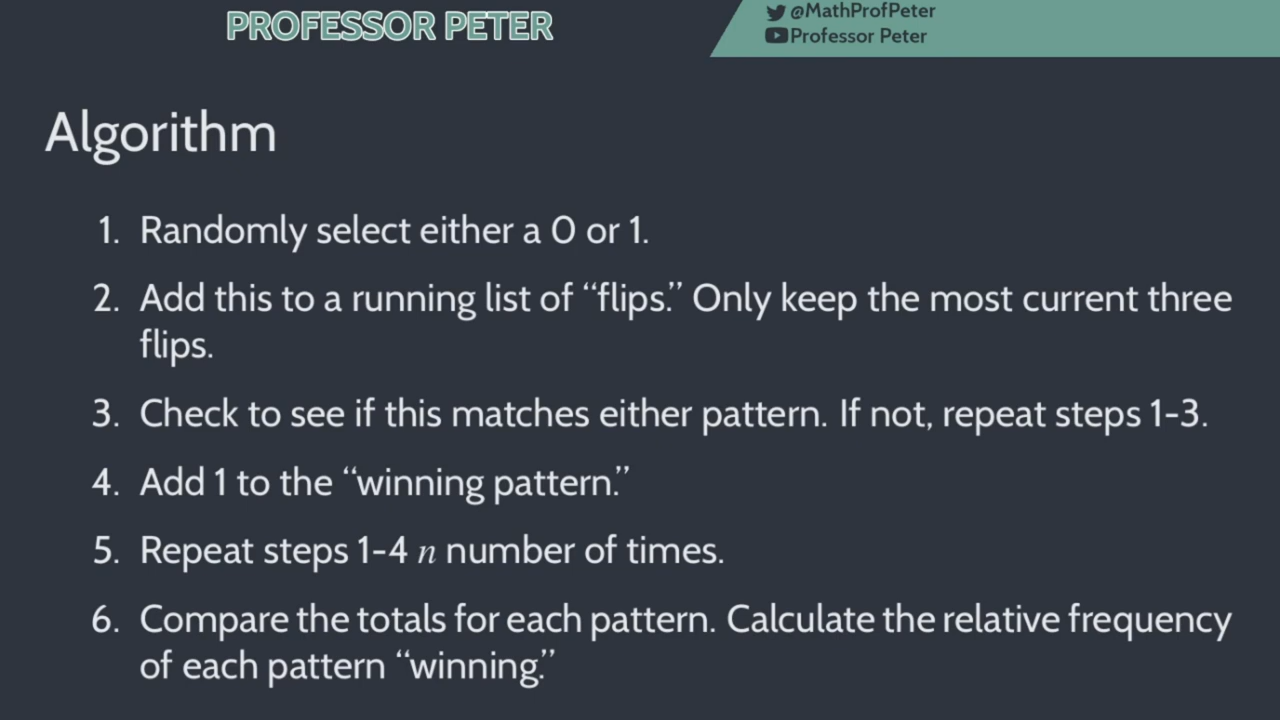 PROFESSOR PETER
@MathProfPeter
Professor Peter
Algorithm
1. Randomly select either a 0 or 1.
2. Add this to a running list of “flips.” Only keep the most current three
flips.
3. Check to see if this matches either pattern. If not, repeat steps 1-3.
4. Add 1 to the “winning pattern.”
5. Repeat steps 1-4 n number of times.
6. Compare the totals for each pattern. Calculate the relative frequency
of each pattern “winning.”